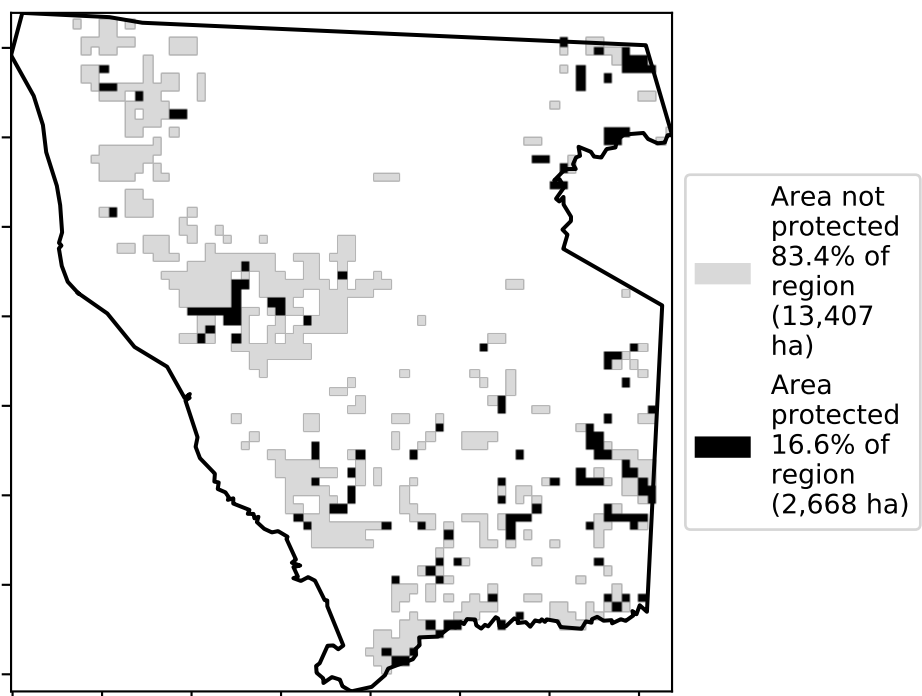 Area not
protected
83.4% of
region
(13,407
ha)
Area
protected
16.6% of
region
(2,668 ha)